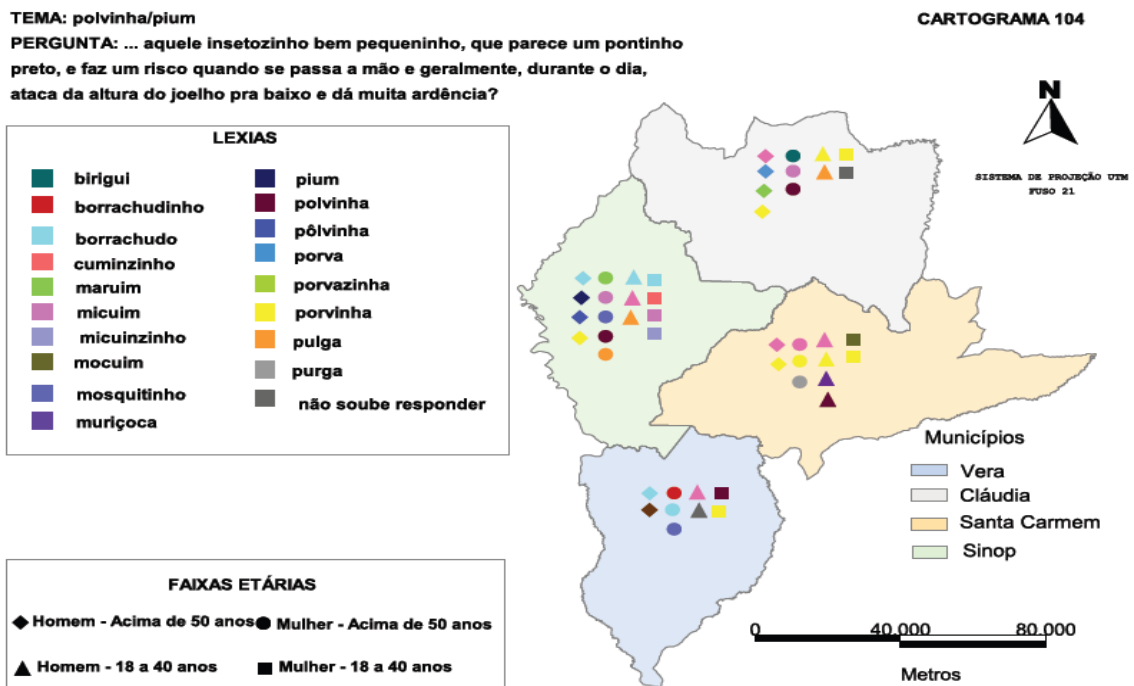 TEMA: polvinha/pium
CARTOGRAMA 104
PERGUNTA: ... aquele insetozinho bem pequeninho, que parece um pontinho
preto, e faz um risco quando se passa a mão e geralmente, durante o dia,
ataca da altura do joelho pra baixo e dá muita ardência?
N
SISTEMA DE PROJEÇÃO UTM
FUSO 21
LEXIAS
birigui
borrachudinho
borrachudo
cuminzinho
maruim
micuim
micuinzinho
mocuim
mosquitinho
muriçoca
pium
polvinha
pôlvinha
porva
porvazinha
porvinha
pulga
purga
não soube responder
Municípios
Vera
Cláudia
Santa Carmem
Sinop
FAIXAS ETÁRIAS
Homem - Acima de 50 anos
Mulher - Acima de 50 anos
Homem - 18 a 40 anos
Mulher - 18 a 40 anos
0 40.000 80.000
Metros